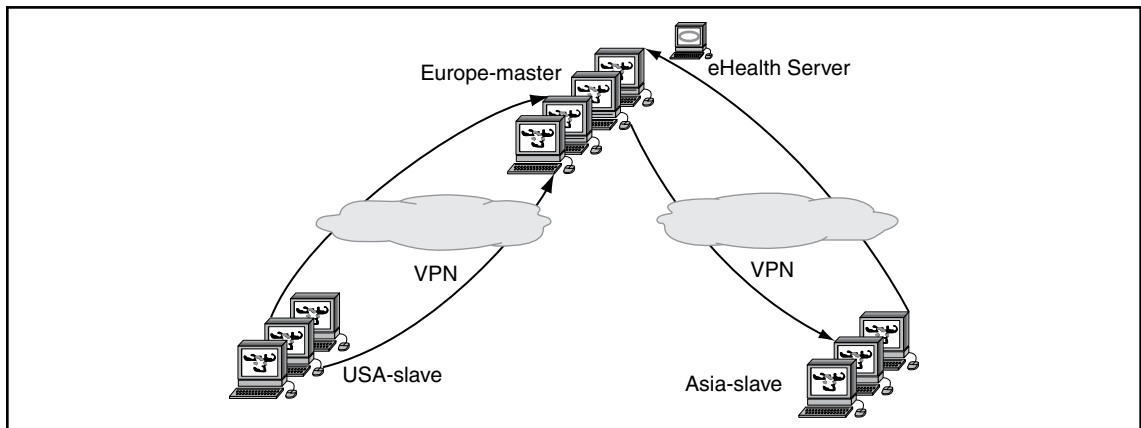 Europe-master
eHealth Server
VPN
VPN
USA-slave
Asia-slave